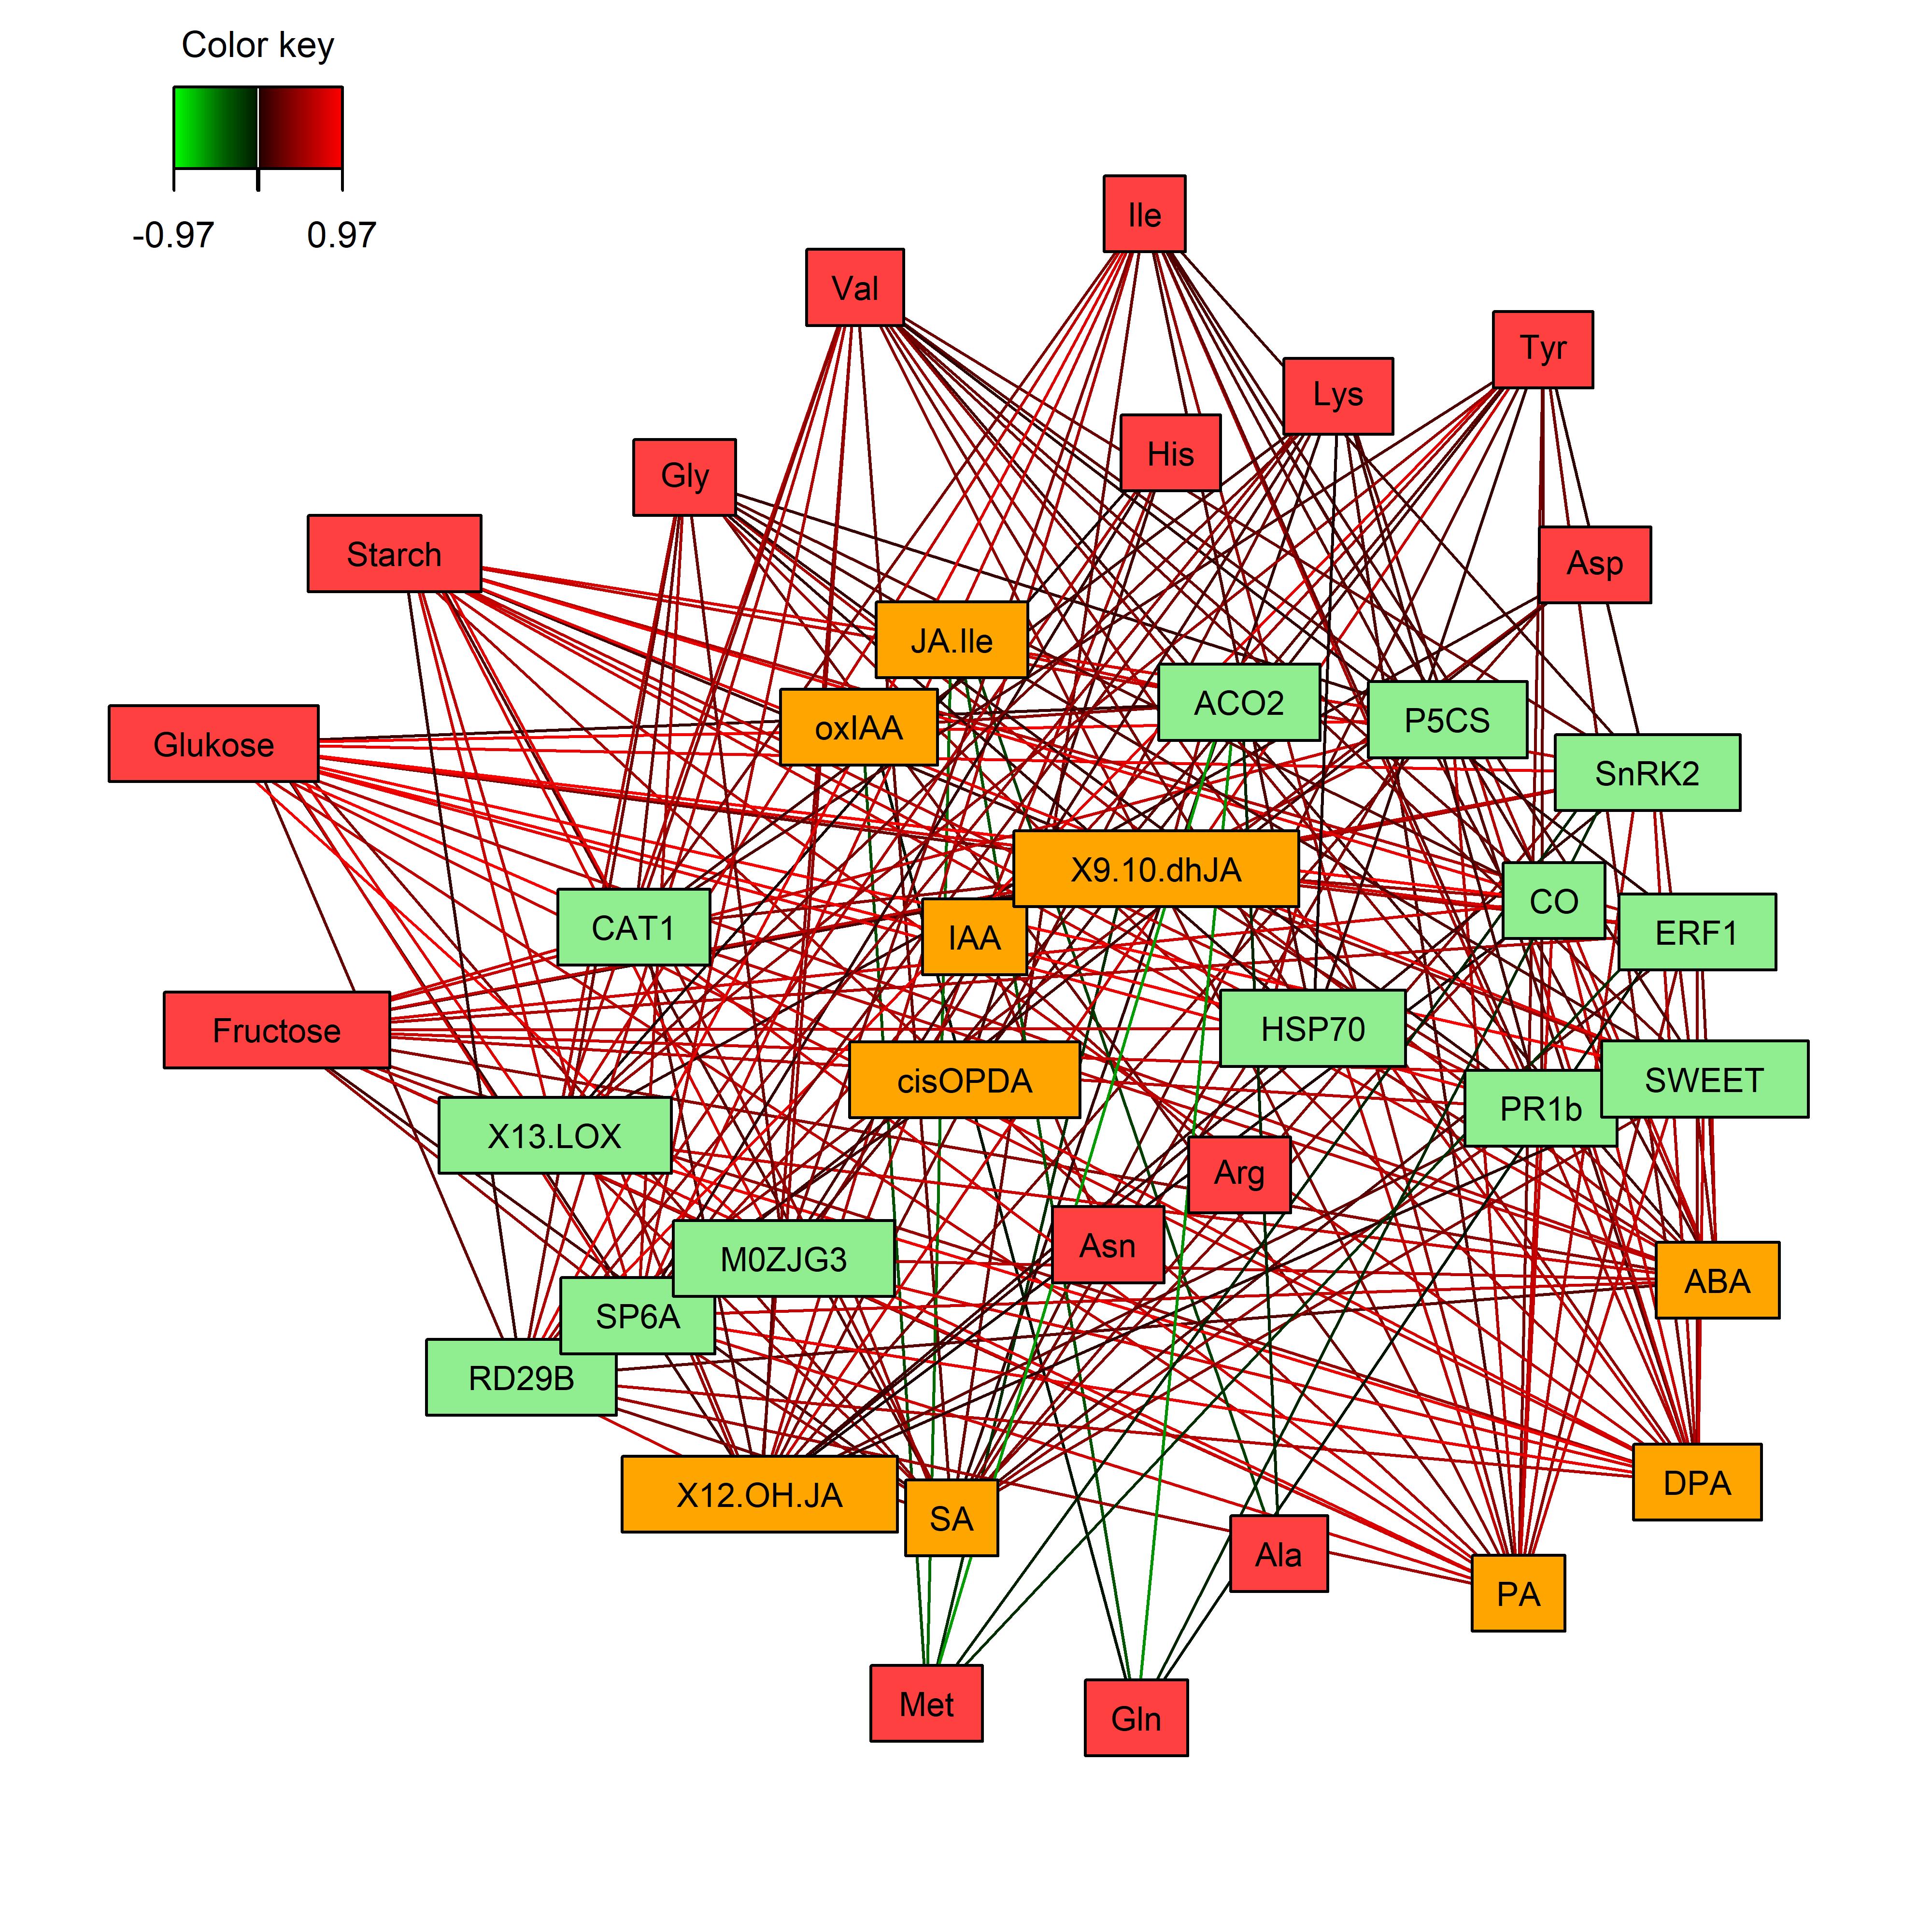 Color key
-0.97 0.97
Ile
Val
Tyr
Lys
His
Gly
Starch
Asp
JA.Ile
ACO2
P5CS
oxIAA
Glukose
SnRK2
X9.10.dhJA
CO
CAT1
IAA
ERF1
Fructose
HSP70
cisOPDA
SWEET
PR1b
X13.LOX
Arg
Asn
M0ZJG3
ABA
SP6A
RD29B
DPA
X12.OH.JA
SA
Ala
PA
Met
Gln